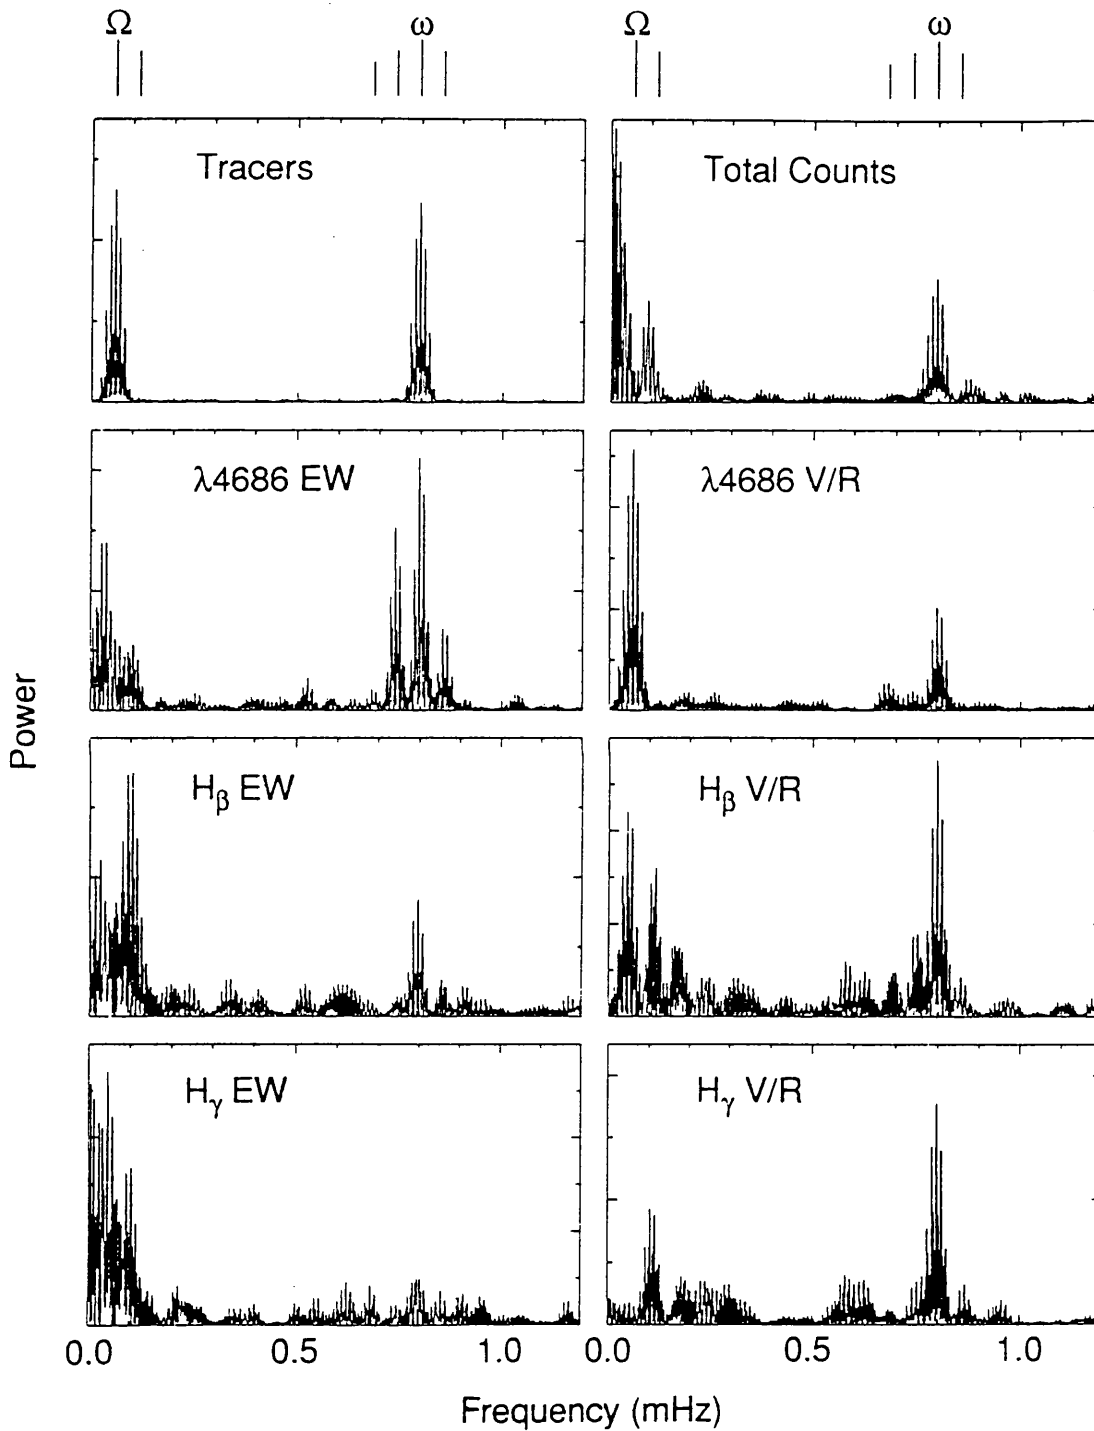 Ω ω Ω ω
Tracers
Total Counts
λ4686 EW
λ4686 V/R
Hβ EW
Hβ V/R
Hγ EW
Hγ V/R
Power
0.0 0.5 1.0 0.0 0.5 1.0
Frequency (mHz)